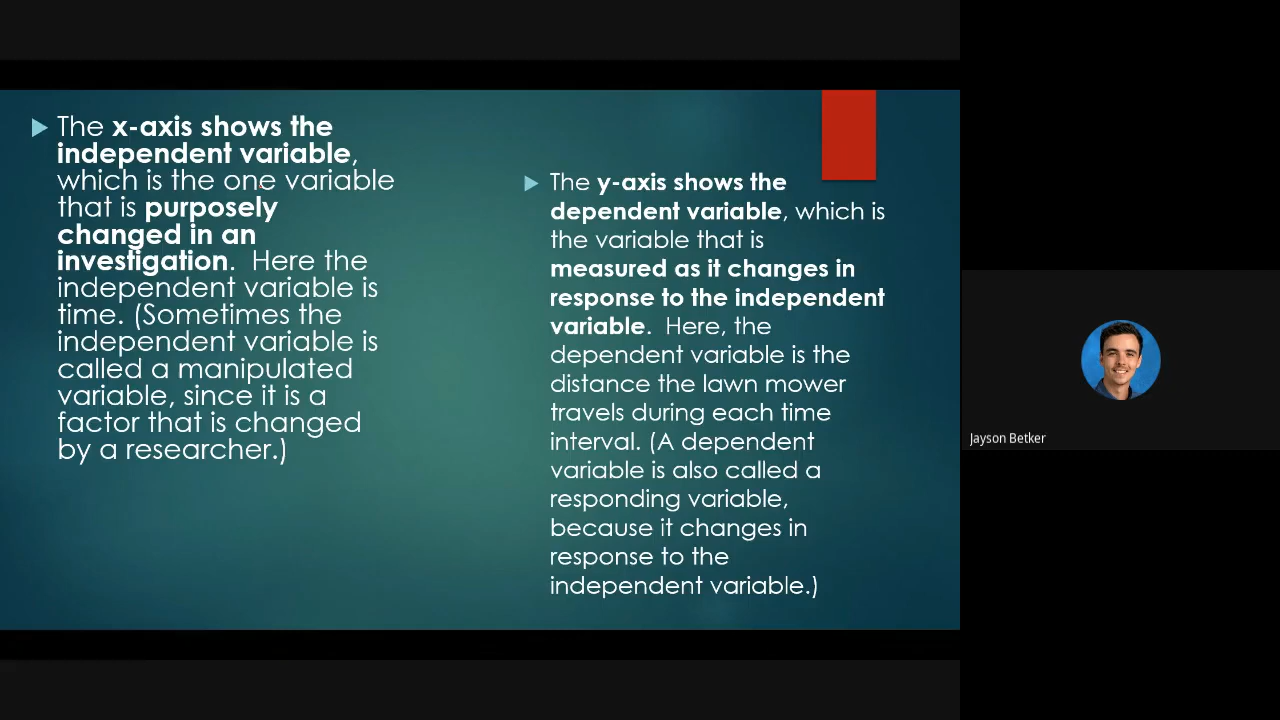 The x-axis shows the
independent variable,
which is the one variable
that is purposely
changed in an
investigation.  Here the
independent variable is
time. (Sometimes the
independent variable is
called a manipulated
variable, since it is a
factor that is changed
by a researcher.)
The y-axis shows the
dependent variable, which is
the variable that is
measured as it changes in
response to the independent
variable.  Here, the
dependent variable is the
distance the lawn mower
travels during each time
interval. (A dependent
variable is also called a
responding variable,
because it changes in
response to the
independent variable.)
Jayson Betker